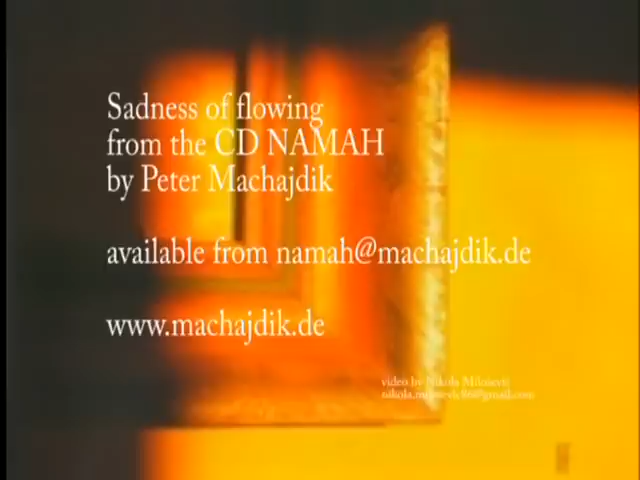 Sadness of flowing
from the CD NAMAH
by Peter Machajdik
available from namah@machajdik.de
www.machajdik.de
video by Nikola Milosevic